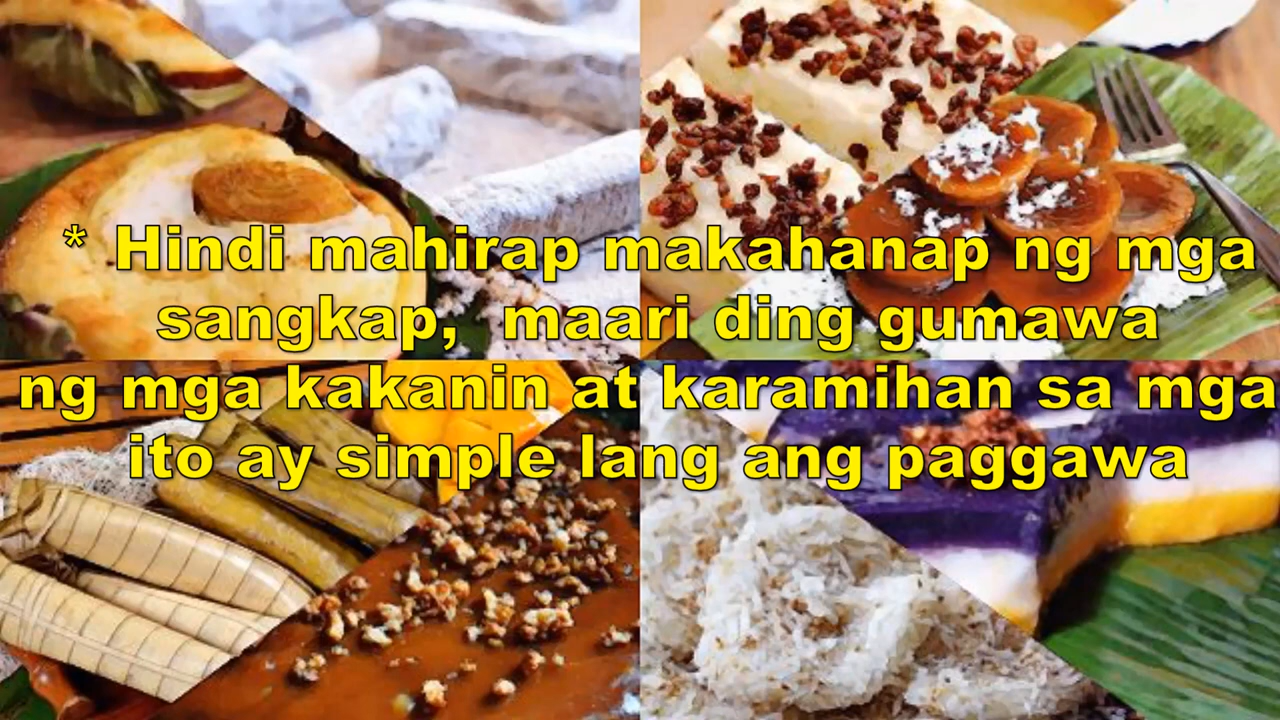 * Hindi mahirap makahanap ng mga
sangkap,  maari ding gumawa
ng mga kakanin at karamihan sa mga
ito ay simple lang ang paggawa